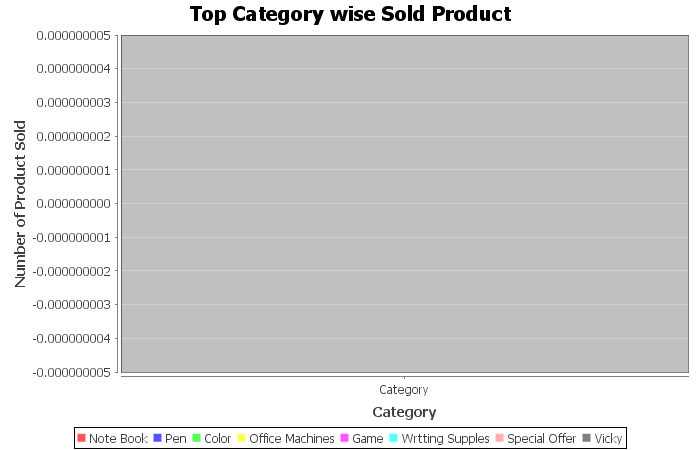 Top Category wise Sold Product
Number of Product Sold
0.000000005
0.000000004
0.000000003
0.000000002
0.000000001
0.000000000
-0.000000001
-0.000000002
-0.000000003
-0.000000004
-0.000000005
Category
Category
Note Book Pen Color Office Machines Game Wrtting Supples Special Offer Vicky